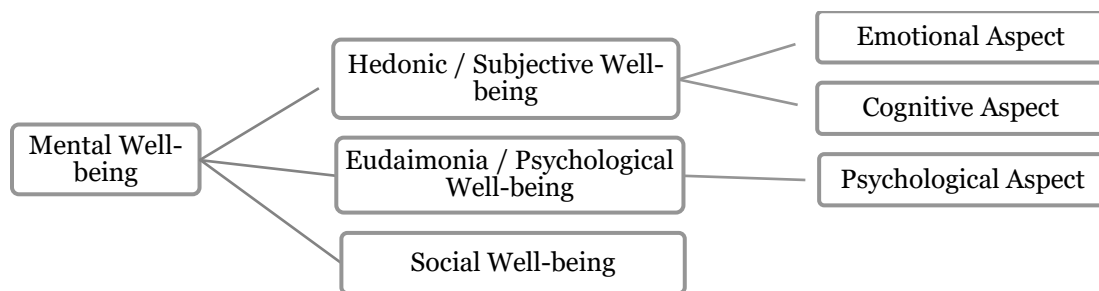 Mental Well-
being
Hedonic / Subjective Well-
being
Eudaimonia / Psychological
Well-being
Social Well-being
Emotional Aspect
Cognitive Aspect
Psychological Aspect